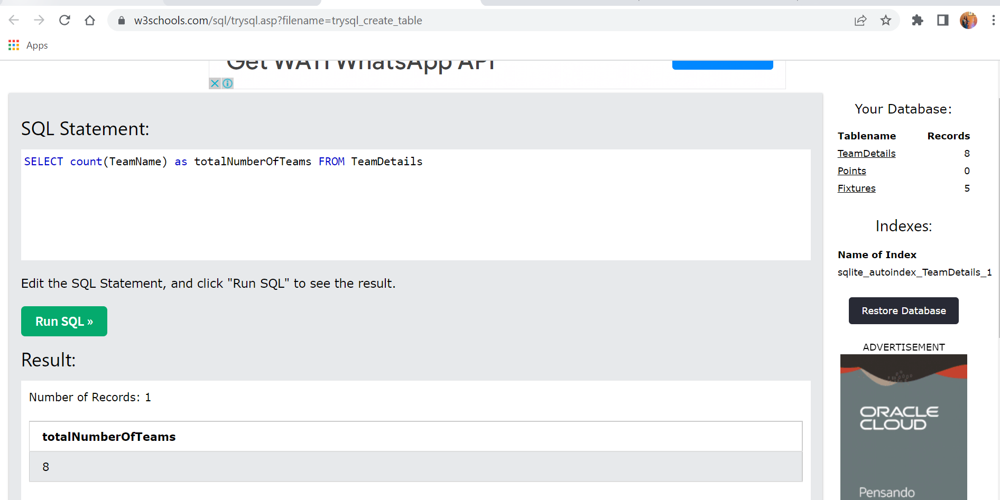 w3schools.com/sql/trysql.asp?filename=trysql_create_table
Apps
Get WATI WhatsApp API
SQL Statement:
SELECT count(TeamName) as totalNumberOfTeams FROM TeamDetails
Edit the SQL Statement, and click "Run SQL" to see the result.
Run SQL »
Result:
Number of Records: 1
totalNumberOfTeams
8
Your Database:
Tablename Records
TeamDetails 8
Points 0
Fixtures 5
Indexes:
Name of Index
sqlite_autoindex_TeamDetails_1
Restore Database
ADVERTISEMENT
ORACLE
CLOUD
Pensando